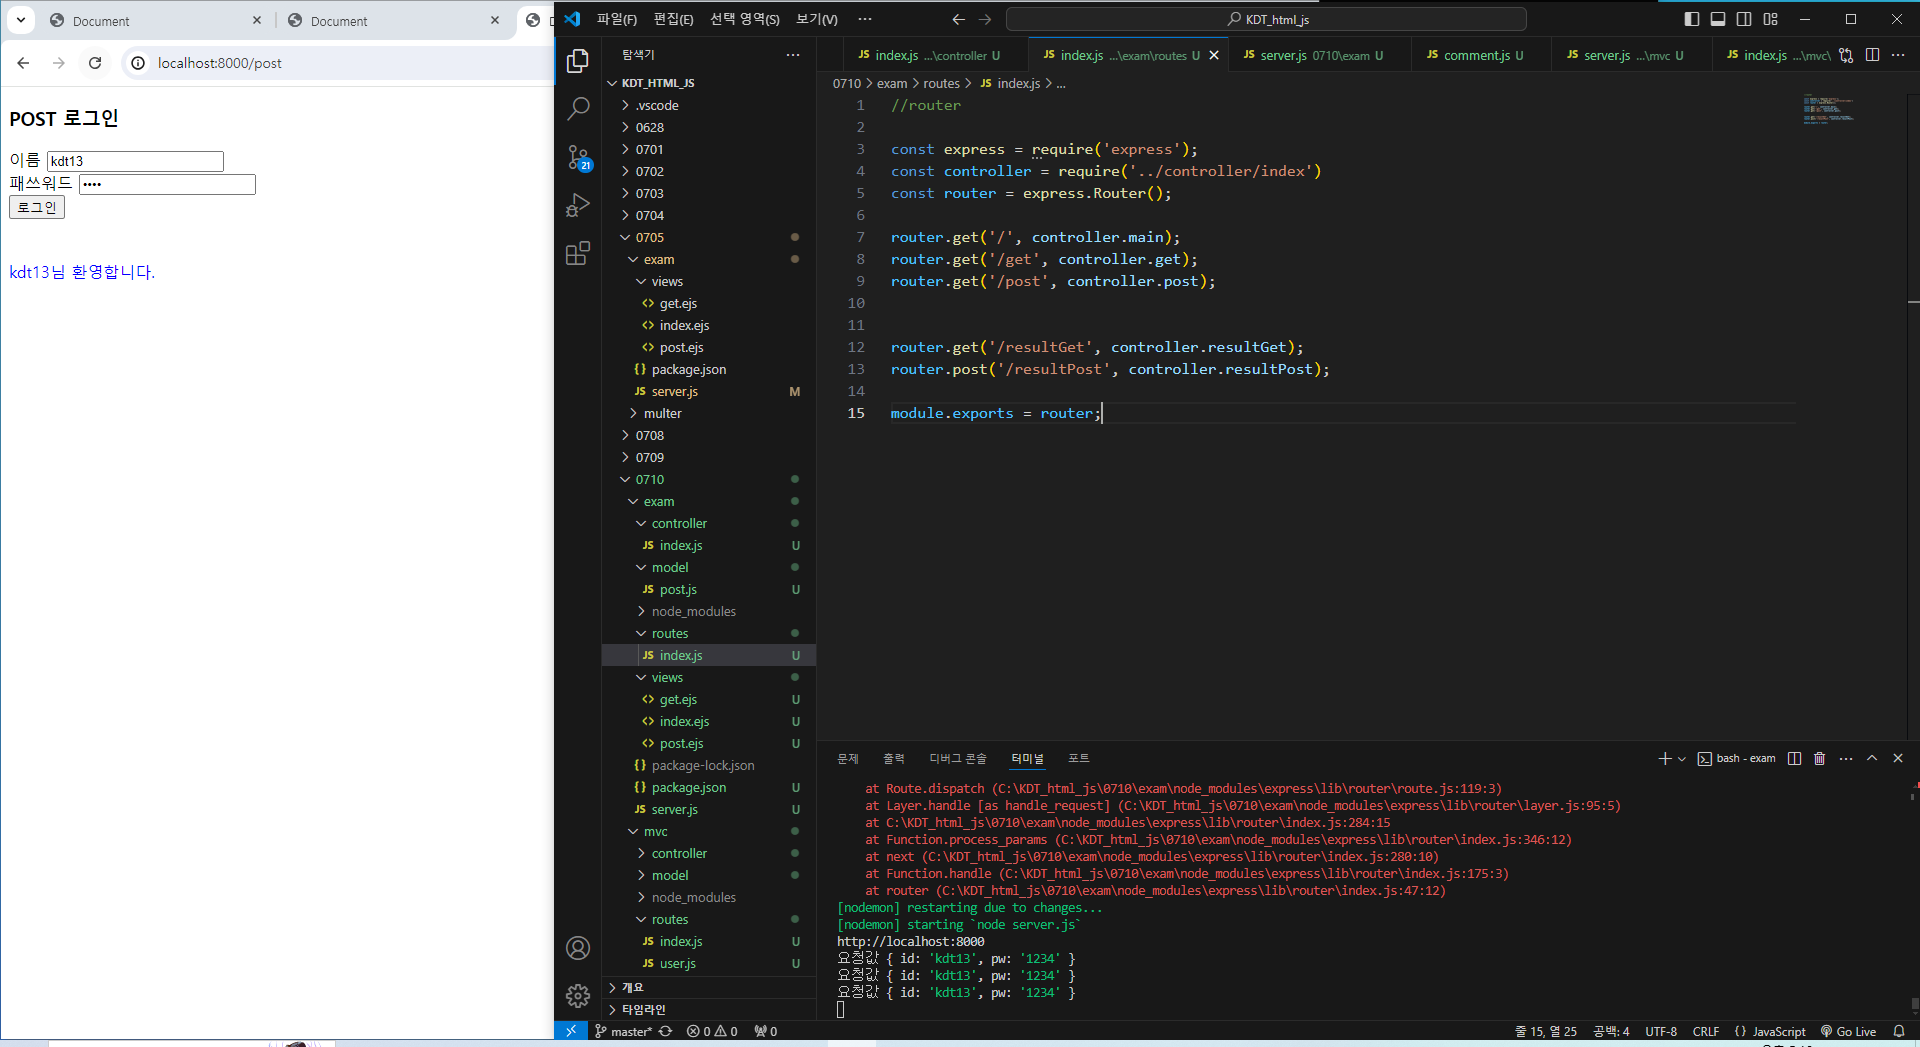 Document
Document
localhost:8000/post
POST 로그인
이름 kdt13
패쓰워드 ••••
로그인
kdt13님 환영합니다.
파일(F) 편집(E) 선택 영역(S) 보기(V) ···
KDT_html_js
탐색기
KDT_HTML_JS
.vscode
0628
0701
0702
0703
0704
0705
exam
views
get.ejs
index.ejs
post.ejs
package.json
server.js M
multer
0708
0709
0710
exam
controller
index.js U
model
post.js U
node_modules
routes
index.js U
views
get.ejs U
index.ejs U
post.ejs U
package-lock.json
package.json U
server.js U
mvc
controller
model
node_modules
routes
index.js U
user.js U
개요
타임라인
21
JS index.js ...\controller U
JS index.js ...\exam\routes U
JS server.js 0710\exam U
JS comment.js U
JS server.js ...\mvc U
JS index.js ...\mvc\
0710 > exam > routes > JS index.js > ...
1 //router
2
3 const express = require('express');
4 const controller = require('../controller/index')
5 const router = express.Router();
6
7 router.get('/', controller.main);
8 router.get('/get', controller.get);
9 router.get('/post', controller.post);
10
11
12 router.get('/resultGet', controller.resultGet);
13 router.post('/resultPost', controller.resultPost);
14
15 module.exports = router;
문제 출력 디버그 콘솔 터미널 포트
bash - exam
at Route.dispatch (C:\KDT_html_js\0710\exam\node_modules\express\lib\router\route.js:119:3)
at Layer.handle [as handle_request] (C:\KDT_html_js\0710\exam\node_modules\express\lib\router\layer.js:95:5)
at C:\KDT_html_js\0710\exam\node_modules\express\lib\router\index.js:284:15
at Function.process_params (C:\KDT_html_js\0710\exam\node_modules\express\lib\router\index.js:346:12)
at next (C:\KDT_html_js\0710\exam\node_modules\express\lib\router\index.js:280:10)
at Function.handle (C:\KDT_html_js\0710\exam\node_modules\express\lib\router\index.js:175:3)
at router (C:\KDT_html_js\0710\exam\node_modules\express\lib\router\index.js:47:12)
[nodemon] restarting due to changes...
[nodemon] starting `node server.js`
http://localhost:8000
요청값 { id: 'kdt13', pw: '1234' }
요청값 { id: 'kdt13', pw: '1234' }
요청값 { id: 'kdt13', pw: '1234' }
master* 0 0 0
줄 15, 열 25 공백: 4 UTF-8 CRLF {} JavaScript Go Live